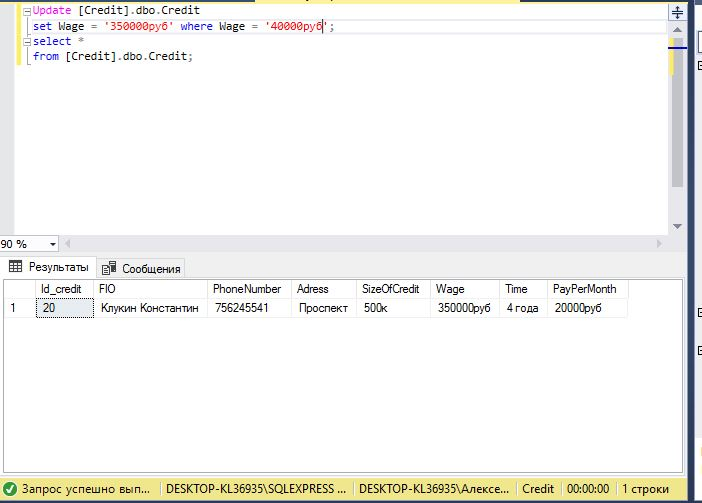 Update [Credit].dbo.Credit
set Wage = '350000руб' where Wage = '40000руб';
select *
from [Credit].dbo.Credit;
90 %
Результаты Сообщения
Id_credit FIO PhoneNumber Adress SizeOfCredit Wage Time PayPerMonth
1 20 Клукин Константин 756245541 Проспект 500к 350000руб 4 года 20000руб
Запрос успешно вып... DESKTOP-KL36935\SQLEXPRESS ... DESKTOP-KL36935\Алексе... Credit 00:00:00 1 строки